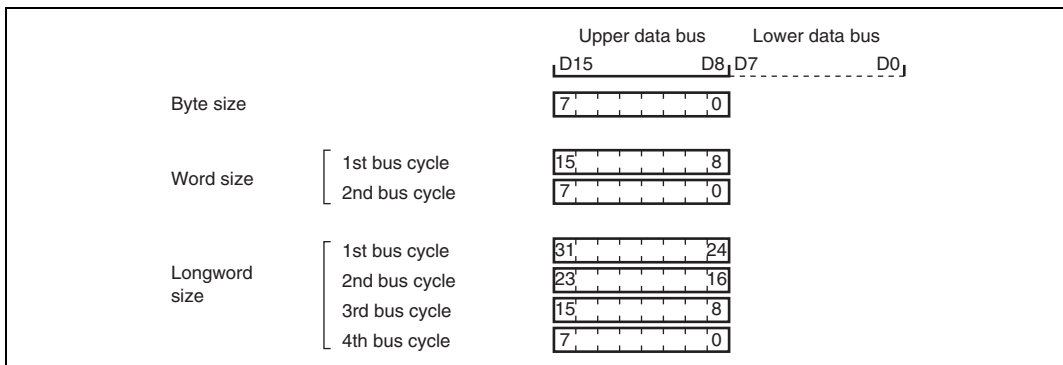 Upper data bus Lower data bus
D15 D8 D7 D0
Byte size 7 0
1st bus cycle 15 8
Word size
2nd bus cycle 7 0
1st bus cycle 31 24
Longword 2nd bus cycle 23 16
size
3rd bus cycle 15 8
4th bus cycle 7 0